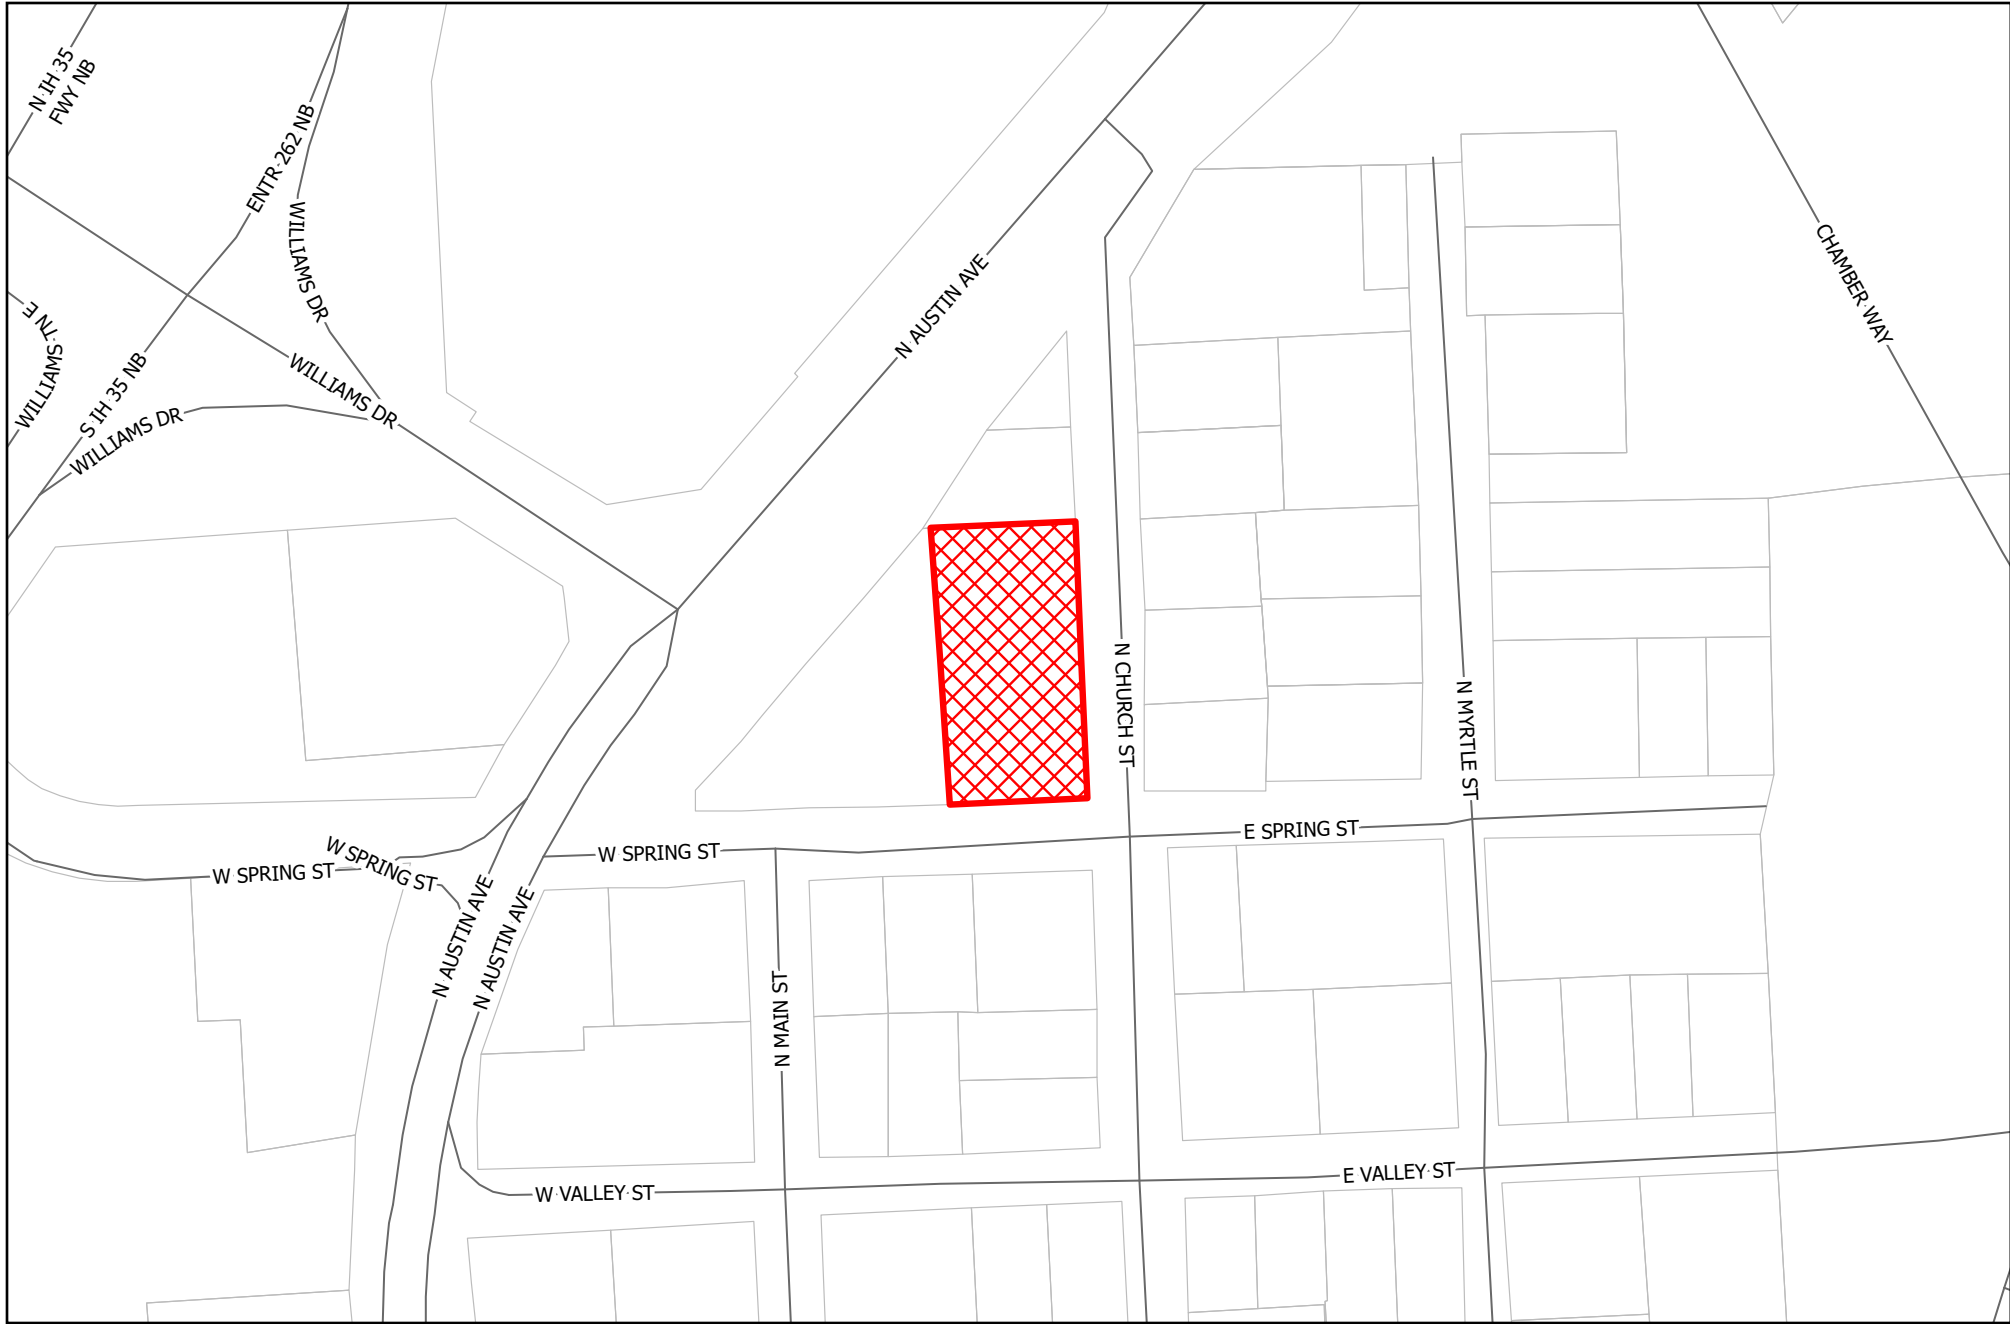 N IH 35
FWY NB
ENTR 262 NB
WILLIAMS DR
CHAMBER WAY
N AUSTIN AVE
WILLIAMS TN E
S IH 35 NB
WILLIAMS DR
WILLIAMS DR
N CHURCH ST
N MYRTLE ST
E SPRING ST
W SPRING ST
W SPRING ST
W SPRING ST
N AUSTIN AVE
N AUSTIN AVE
N MAIN ST
E VALLEY ST
W VALLEY ST